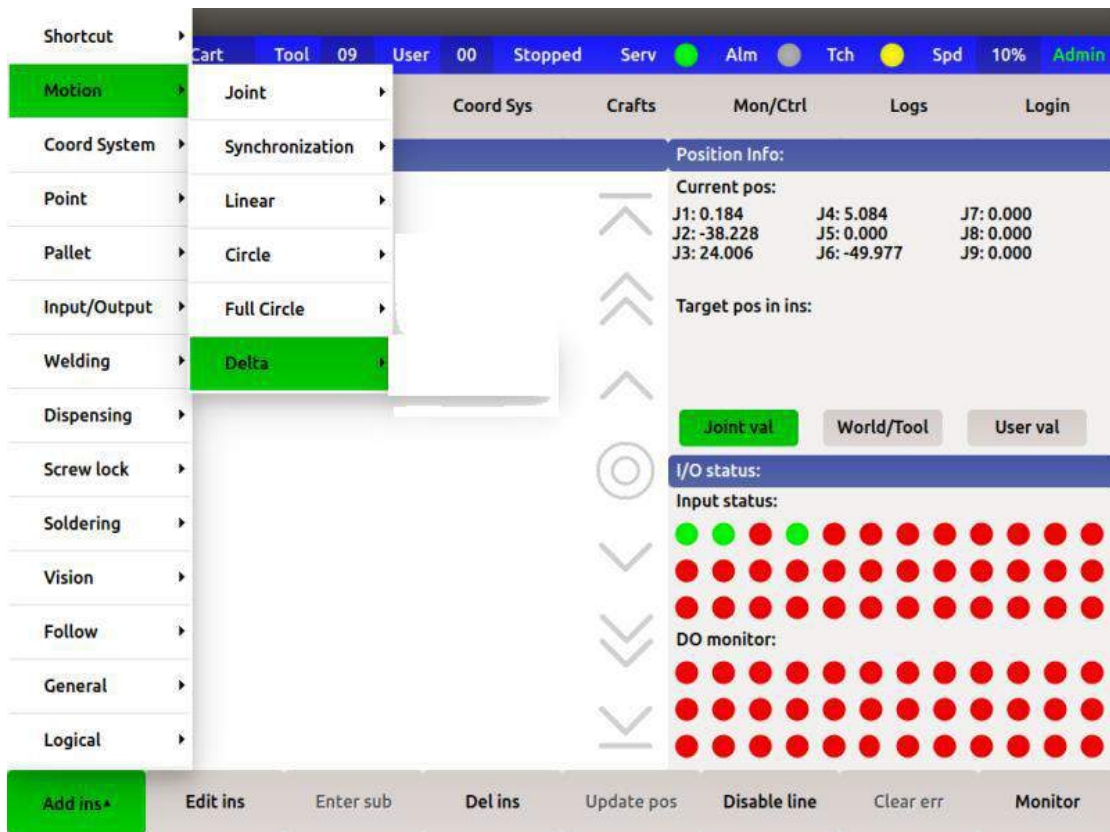 Shortcut
Cart Tool 09 User 00 Stopped Serv Alm Tch Spd 10% Admin
Motion
Joint
Coord Sys Crafts Mon/Ctrl Logs Login
Coord System
Synchronization
Position Info:
Current pos:
Point
Linear
J1: 0.184 J4: 5.084 J7: 0.000
J2: -38.228 J5: 0.000 J8: 0.000
J3: 24.006 J6: -49.977 J9: 0.000
Pallet
Circle
Input/Output
Full Circle
Target pos in ins:
Welding
Delta
Dispensing
Joint val World/Tool User val
Screw lock
I/O status:
Input status:
Soldering
Vision
Follow
DO monitor:
General
Logical
Add ins Edit ins Enter sub Del ins Update pos Disable line Clear err Monitor